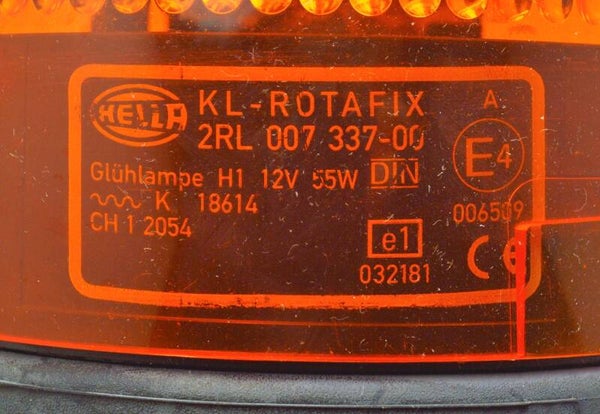 HELLA KL-ROTAFIX A
2RL 007 337-00
Glühlampe H1 12V 55W DIN E4
K 18614 006509
CH 1 2054 e1 CE
032181